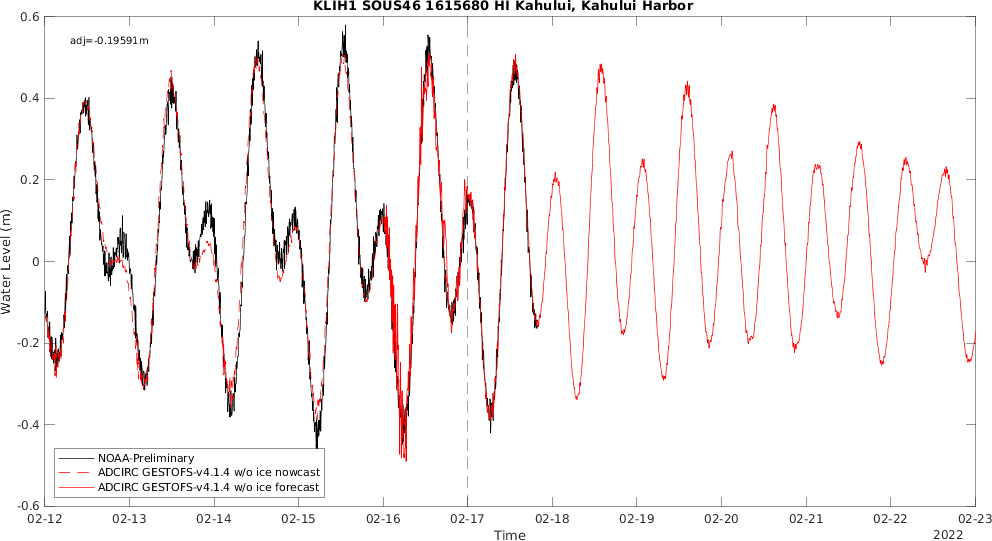 KLIH1 SOUS46 1615680 HI Kahului, Kahului Harbor
0.6
adj=-0.19591m
0.4
0.2
0
-0.2
-0.4
-0.6
Water Level (m)
NOAA-Preliminary
ADCIRC GESTOFS-v4.1.4 w/o ice nowcast
ADCIRC GESTOFS-v4.1.4 w/o ice forecast
02-12 02-13 02-14 02-15 02-16 02-17 02-18 02-19 02-20 02-21 02-22 02-23
Time
2022